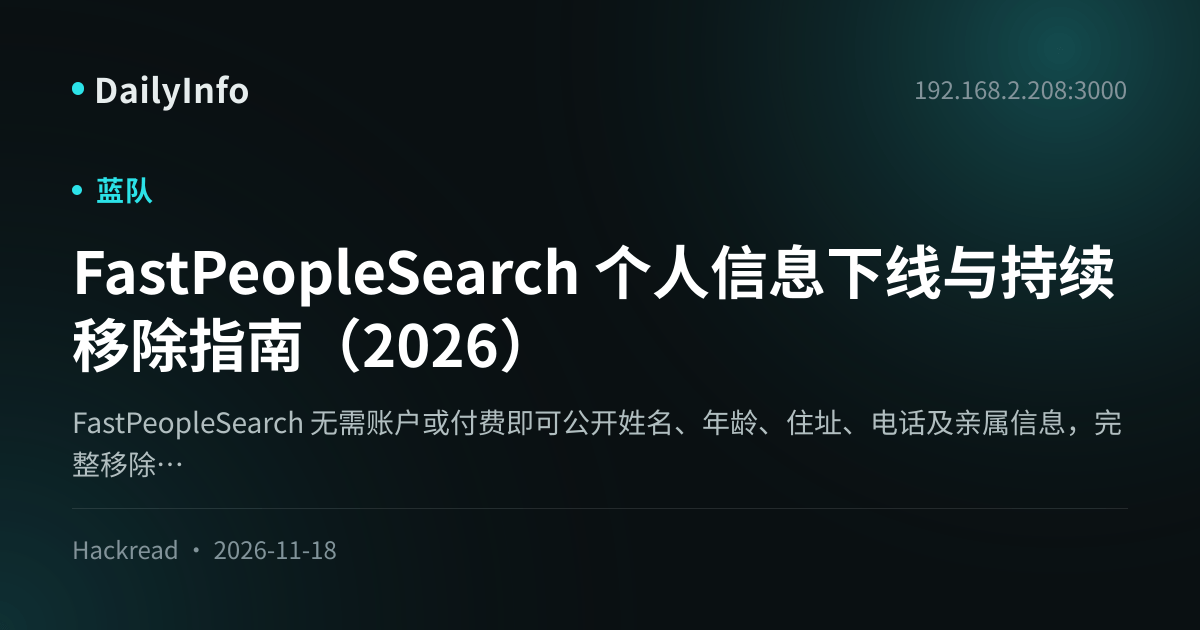 DailyInfo
192.168.2.208:3000
蓝队
FastPeopleSearch 个人信息下线与持续
移除指南（2026）
FastPeopleSearch 无需账户或付费即可公开姓名、年龄、住址、电话及亲属信息，完
整移除…
Hackread · 2026-11-18